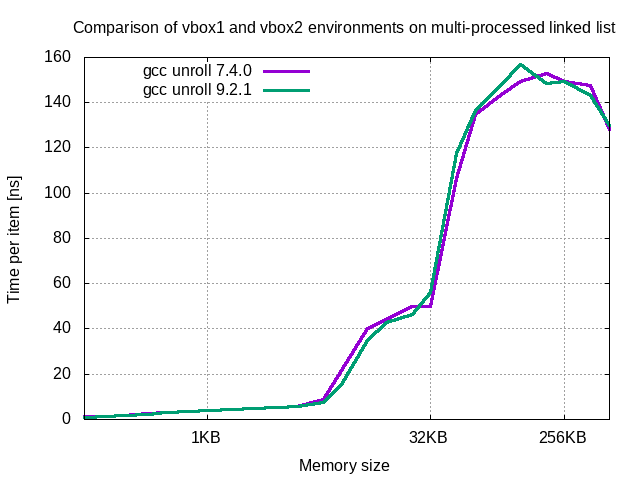 Comparison of vbox1 and vbox2 environments on multi-processed linked list
160
140
120
100
80
60
40
20
0
gcc unroll 7.4.0
gcc unroll 9.2.1
Time per item [ns]
1KB 32KB 256KB
Memory size